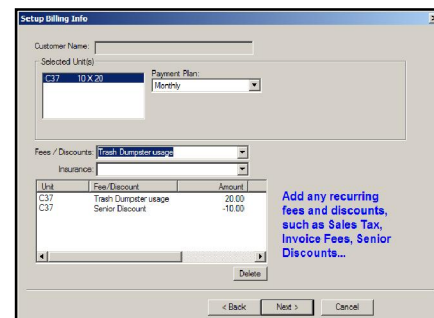 Setup Billing Info
Customer Name:
Selected Unit(s)
C37 10 X 20
Payment Plan:
Monthly
Fees / Discounts: Trash Dumpster usage
Insurance:
Unit Fee/Discount Amount
C37 Trash Dumpster usage 20.00
C37 Senior Discount -10.00
Add any recurring
fees and discounts,
such as Sales Tax,
Invoice Fees, Senior
Discounts...
Delete
< Back Next > Cancel